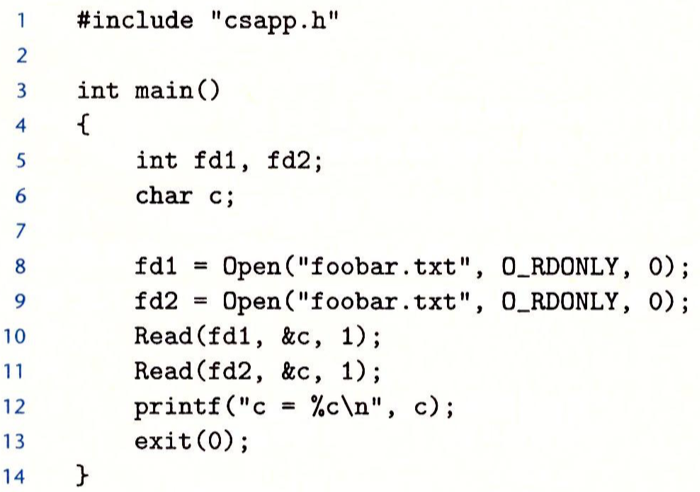 1 #include "csapp.h"
2
3 int main()
4 {
5 int fd1, fd2;
6 char c;
7
8 fd1 = Open("foobar.txt", O_RDONLY, 0);
9 fd2 = Open("foobar.txt", O_RDONLY, 0);
10 Read(fd1, &c, 1);
11 Read(fd2, &c, 1);
12 printf("c = %c\n", c);
13 exit(0);
14 }